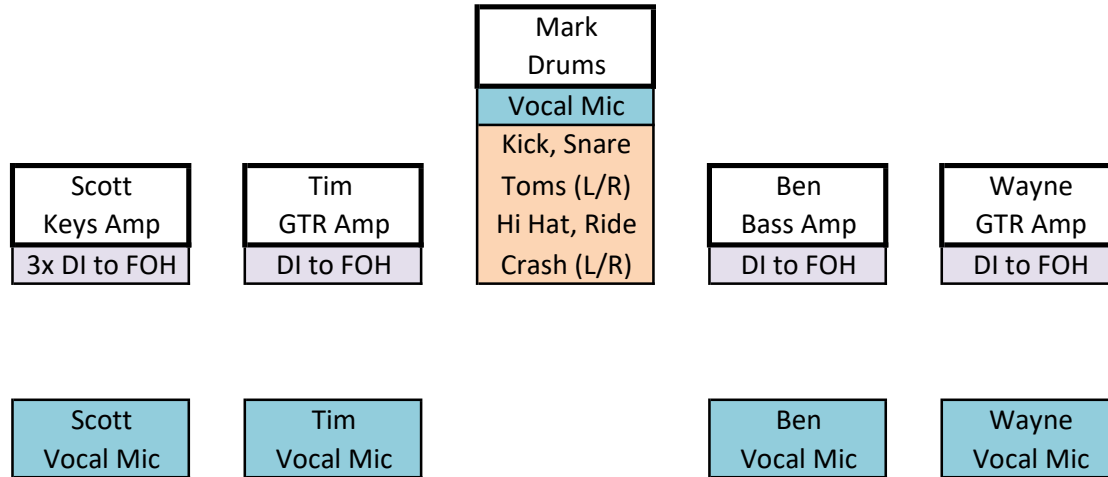 Mark
Drums
Vocal Mic
Kick, Snare
Toms (L/R)
Hi Hat, Ride
Crash (L/R)
Scott
Keys Amp
3x DI to FOH
Tim
GTR Amp
DI to FOH
Ben
Bass Amp
DI to FOH
Wayne
GTR Amp
DI to FOH
Scott
Vocal Mic
Tim
Vocal Mic
Ben
Vocal Mic
Wayne
Vocal Mic